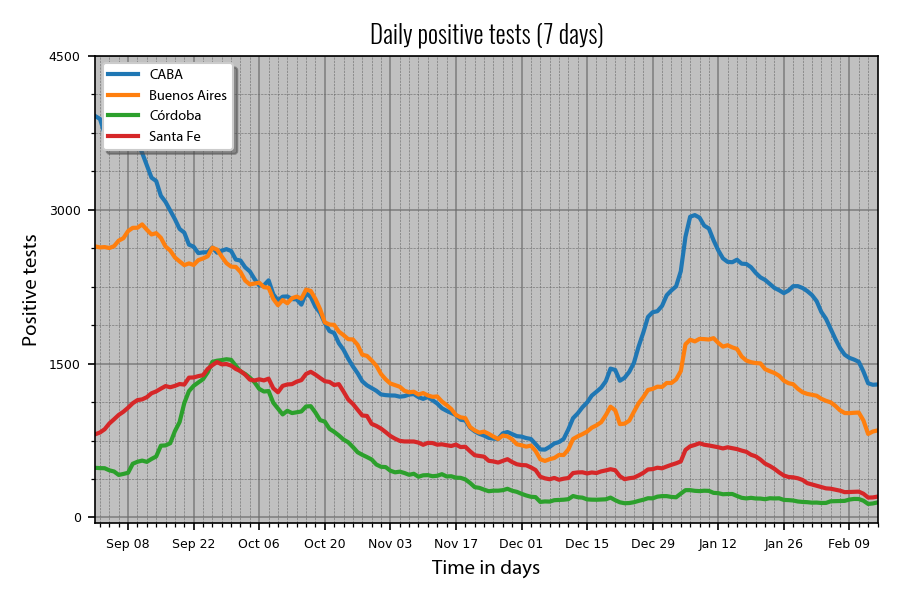 Daily positive tests (7 days)
4500
3000
1500
0
Positive tests
CABA
Buenos Aires
Córdoba
Santa Fe
Sep 08 Sep 22 Oct 06 Oct 20 Nov 03 Nov 17 Dec 01 Dec 15 Dec 29 Jan 12 Jan 26 Feb 09
Time in days